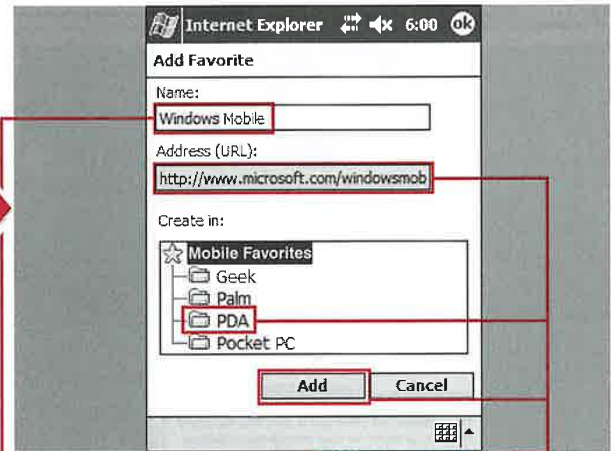 Internet Explorer 6:00 ok
Add Favorite
Name:
Windows Mobile
Address (URL):
http://www.microsoft.com/windowsmob
Create in:
Mobile Favorites
Geek
Palm
PDA
Pocket PC
Add Cancel